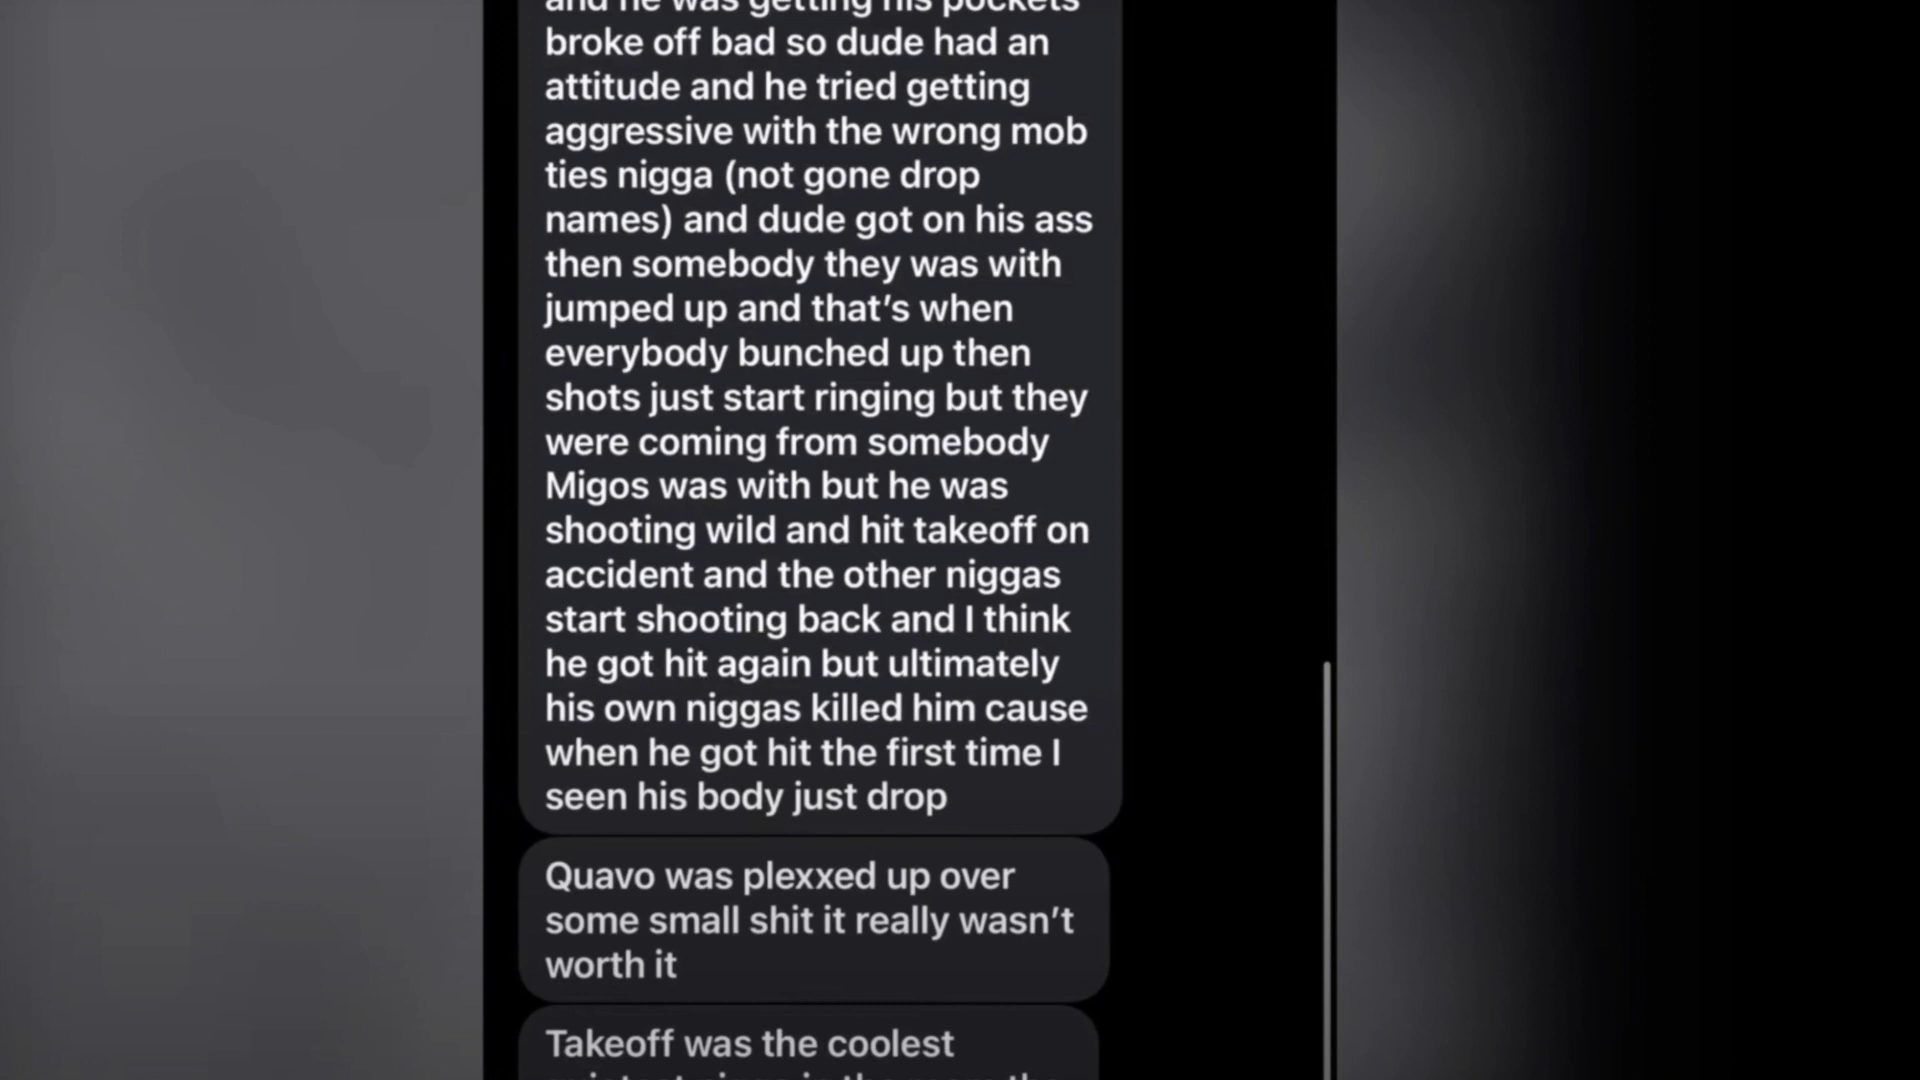 and he was getting his pockets
broke off bad so dude had an
attitude and he tried getting
aggressive with the wrong mob
ties nigga (not gone drop
names) and dude got on his ass
then somebody they was with
jumped up and that’s when
everybody bunched up then
shots just start ringing but they
were coming from somebody
Migos was with but he was
shooting wild and hit takeoff on
accident and the other niggas
start shooting back and I think
he got hit again but ultimately
his own niggas killed him cause
when he got hit the first time I
seen his body just drop
Quavo was plexxed up over
some small shit it really wasn’t
worth it
Takeoff was the coolest